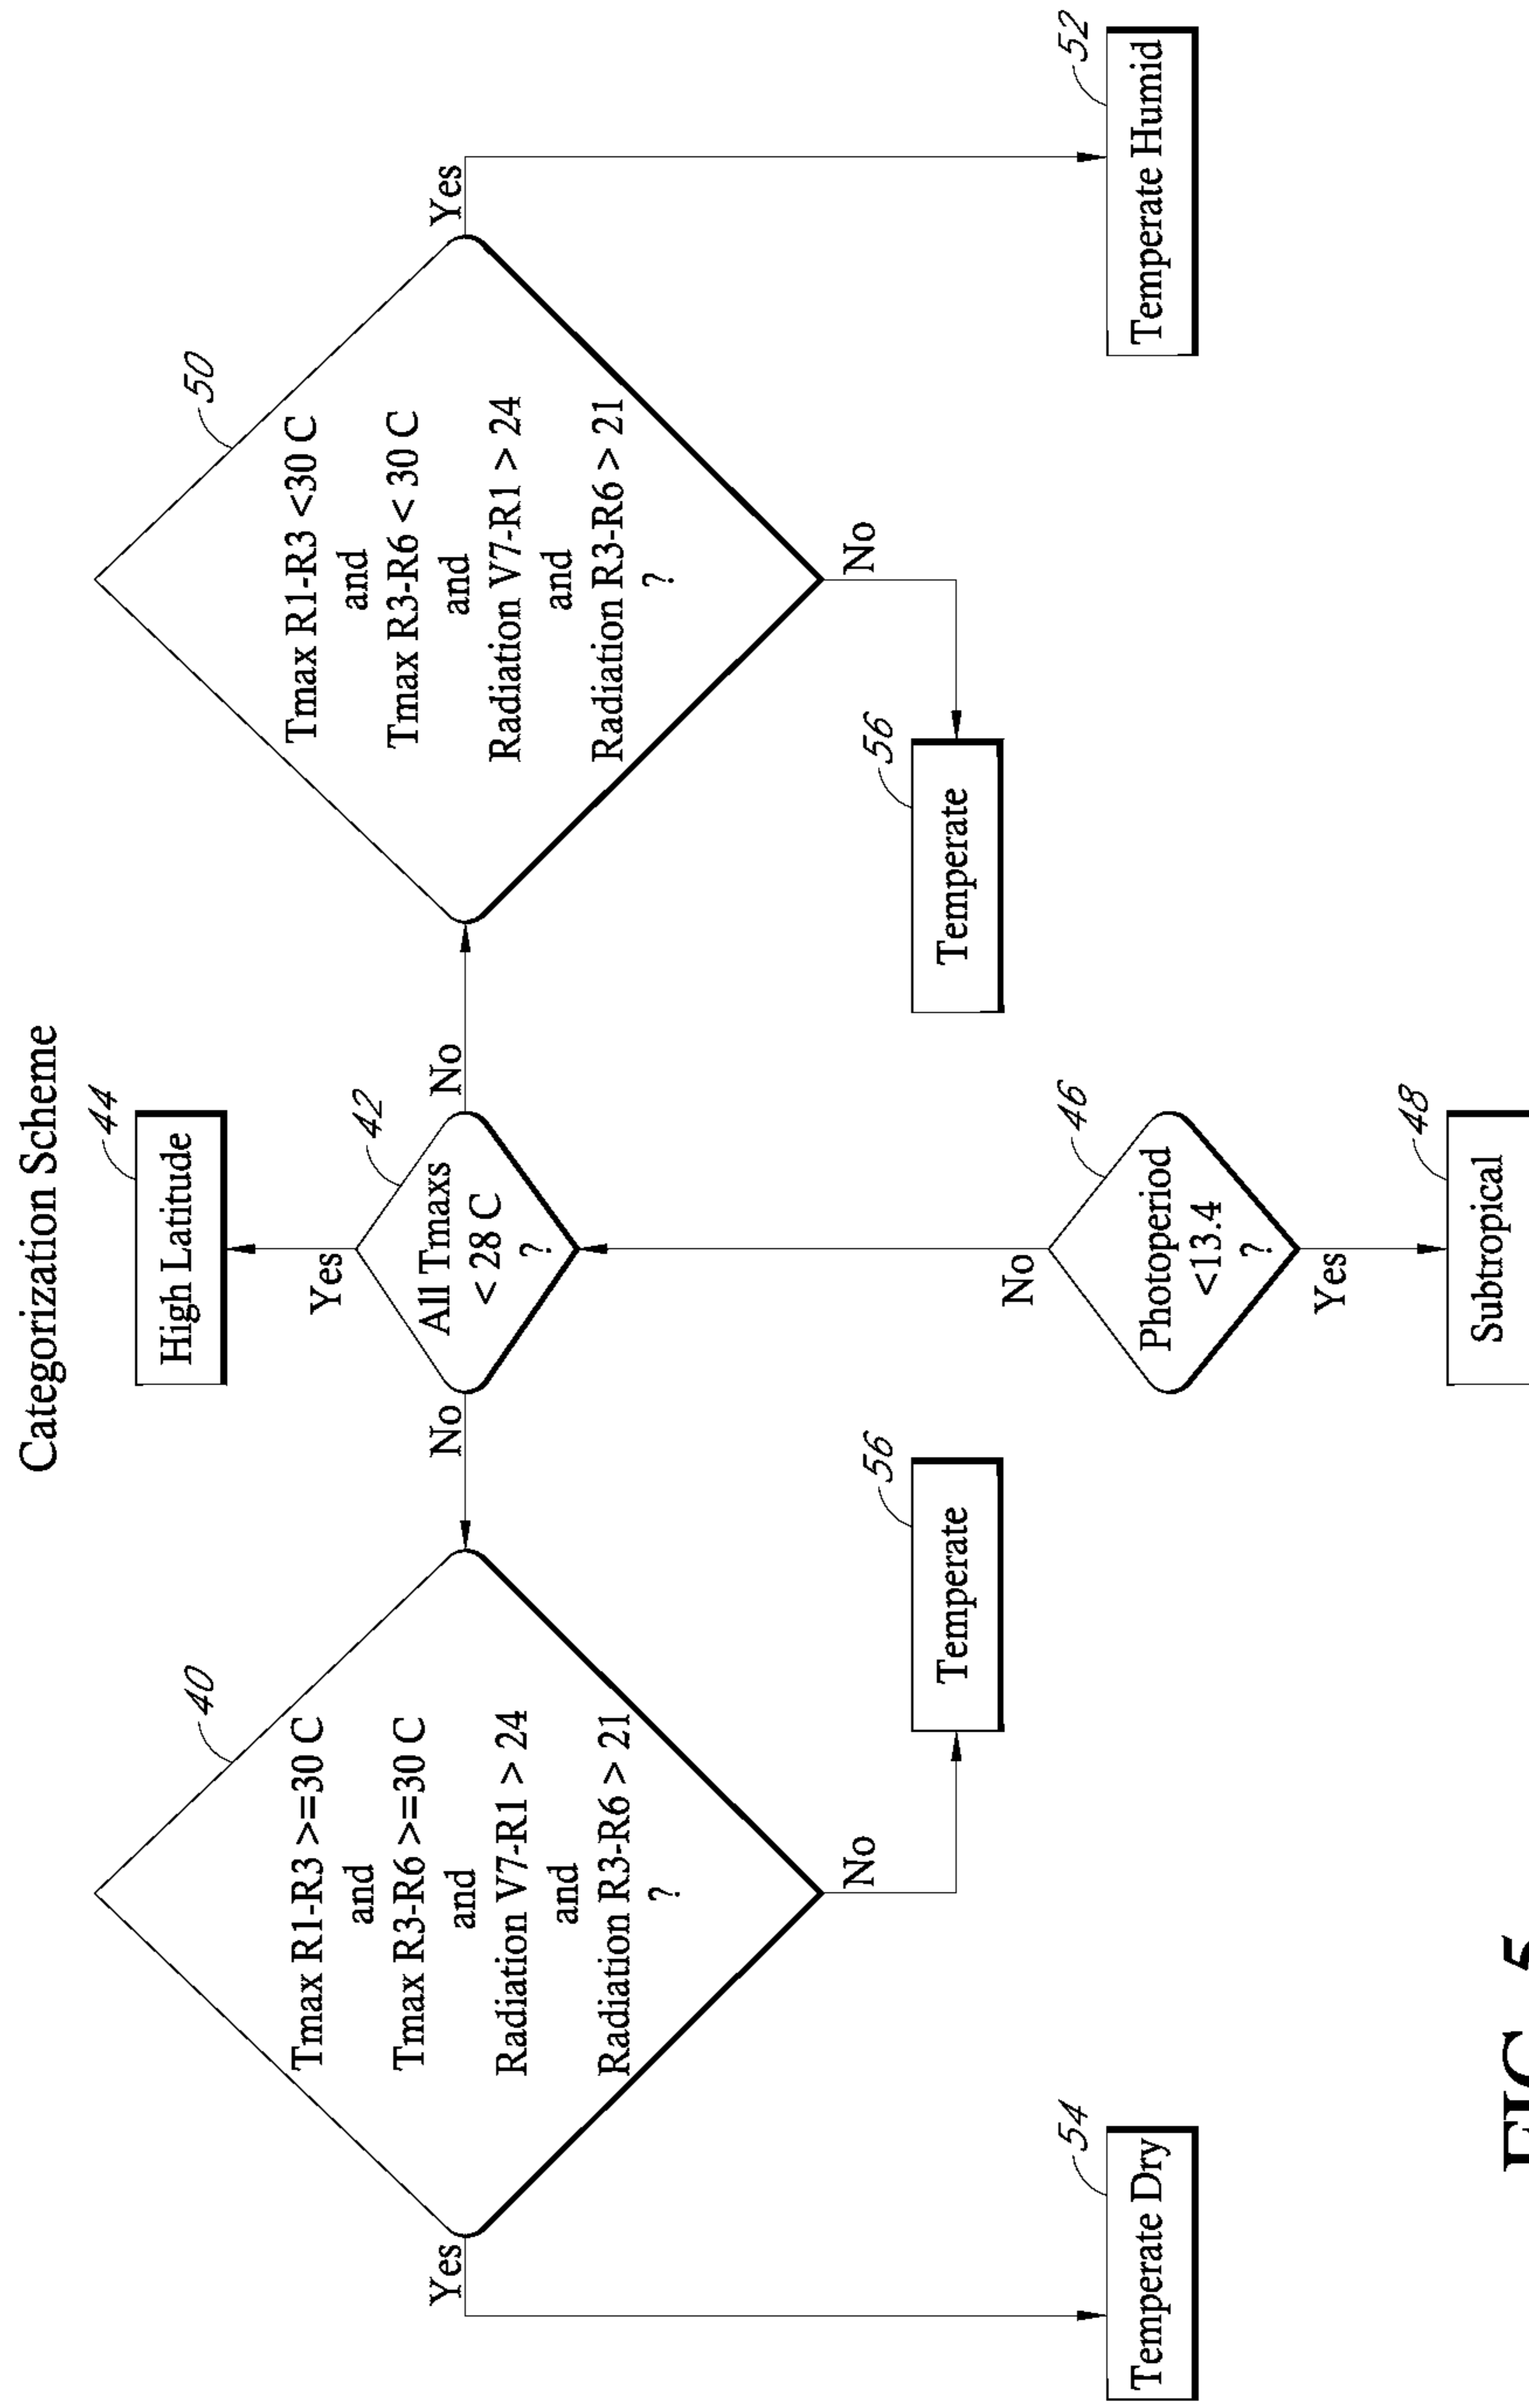 Categorization Scheme
44
High Latitude
Yes
42
All Tmaxs
< 28 C
?
No
No
40
Tmax R1-R3 >=30 C
and
Tmax R3-R6 >=30 C
and
Radiation V7-R1 > 24
and
Radiation R3-R6 > 21
?
Yes
No
50
Tmax R1-R3 <30 C
and
Tmax R3-R6 < 30 C
and
Radiation V7-R1 > 24
and
Radiation R3-R6 > 21
?
Yes
No
56
Temperate
56
Temperate
54
Temperate Dry
No
46
Photoperiod
<13.4
?
Yes
52
Temperate Humid
48
Subtropical
FIG. 5